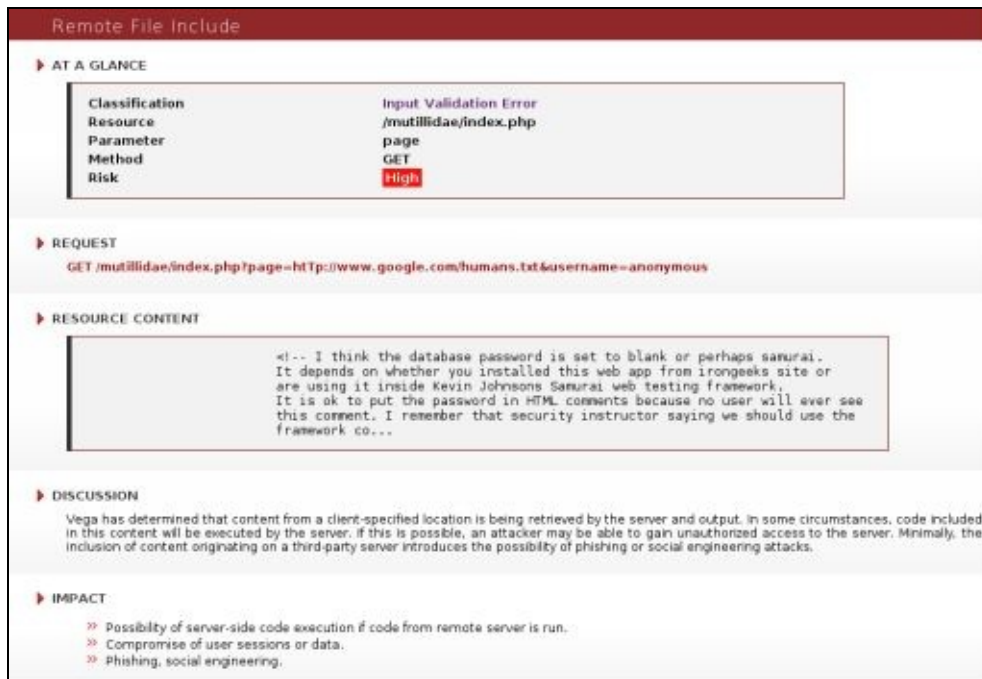 Remote File Include
AT A GLANCE
Classification Input Validation Error
Resource /mutillidae/index.php
Parameter page
Method GET
Risk High
REQUEST
GET /mutillidae/index.php?page=htTp://www.google.com/humans.txt&username=anonymous
RESOURCE CONTENT
<!-- I think the database password is set to blank or perhaps samurai.
It depends on whether you installed this web app from irongeeks site or
are using it inside Kevin Johnsons Samurai web testing framework.
It is ok to put the password in HTML comments because no user will ever see
this comment. I remember that security instructor saying we should use the
framework co...
DISCUSSION
Vega has determined that content from a client-specified location is being retrieved by the server and output. In some circumstances, code included
in this content will be executed by the server. If this is possible, an attacker may be able to gain unauthorized access to the server. Minimally, the
inclusion of content originating on a third-party server introduces the possibility of phishing or social engineering attacks.
IMPACT
» Possibility of server-side code execution if code from remote server is run.
» Compromise of user sessions or data.
» Phishing, social engineering.